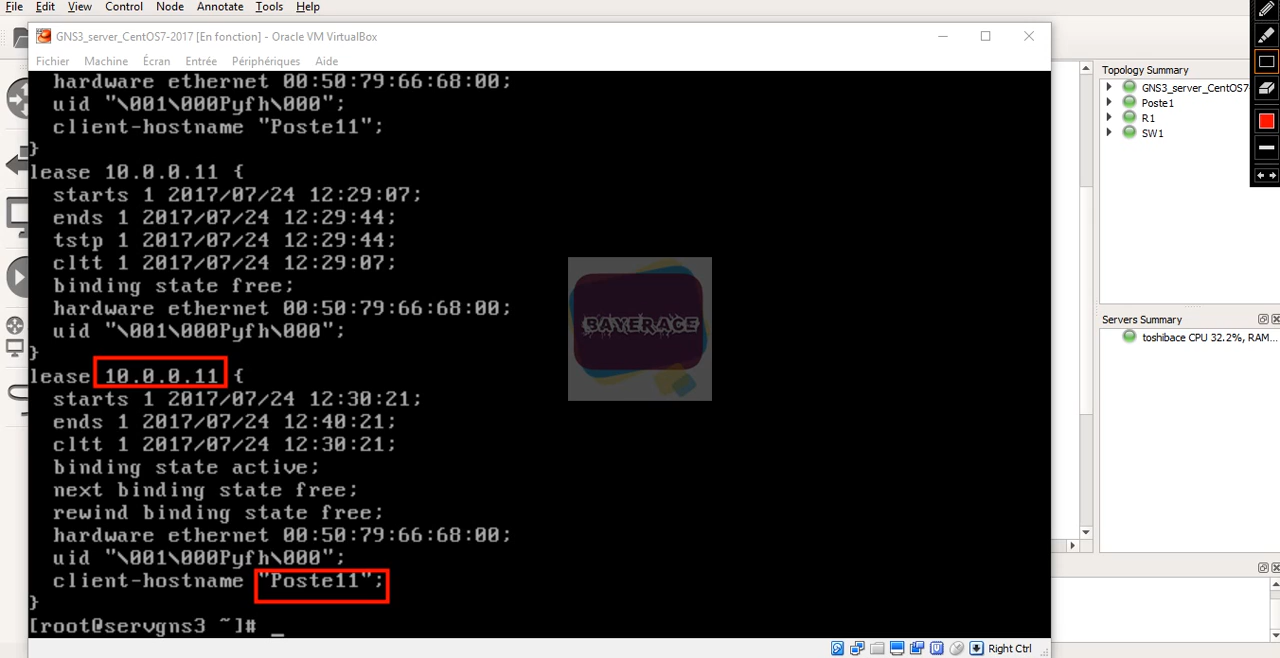 File Edit View Control Node Annotate Tools Help
GNS3_server_CentOS7-2017 [En fonction] - Oracle VM VirtualBox
Fichier Machine Écran Entrée Périphériques Aide
hardware ethernet 00:50:79:66:68:00;
uid "\001\000Pyfh\000";
client-hostname "Poste11";
}
lease 10.0.0.11 {
starts 1 2017/07/24 12:29:07;
ends 1 2017/07/24 12:29:44;
tstp 1 2017/07/24 12:29:44;
cltt 1 2017/07/24 12:29:07;
binding state free;
hardware ethernet 00:50:79:66:68:00;
uid "\001\000Pyfh\000";
}
lease 10.0.0.11 {
starts 1 2017/07/24 12:30:21;
ends 1 2017/07/24 12:40:21;
cltt 1 2017/07/24 12:30:21;
binding state active;
next binding state free;
rewind binding state free;
hardware ethernet 00:50:79:66:68:00;
uid "\001\000Pyfh\000";
client-hostname "Poste11";
}
[root@servgns3 ~]# _
BAYERACE
Right Ctrl
Topology Summary
GNS3_server_CentOS7
Poste1
R1
SW1
Servers Summary
toshibace CPU 32.2%, RAM...